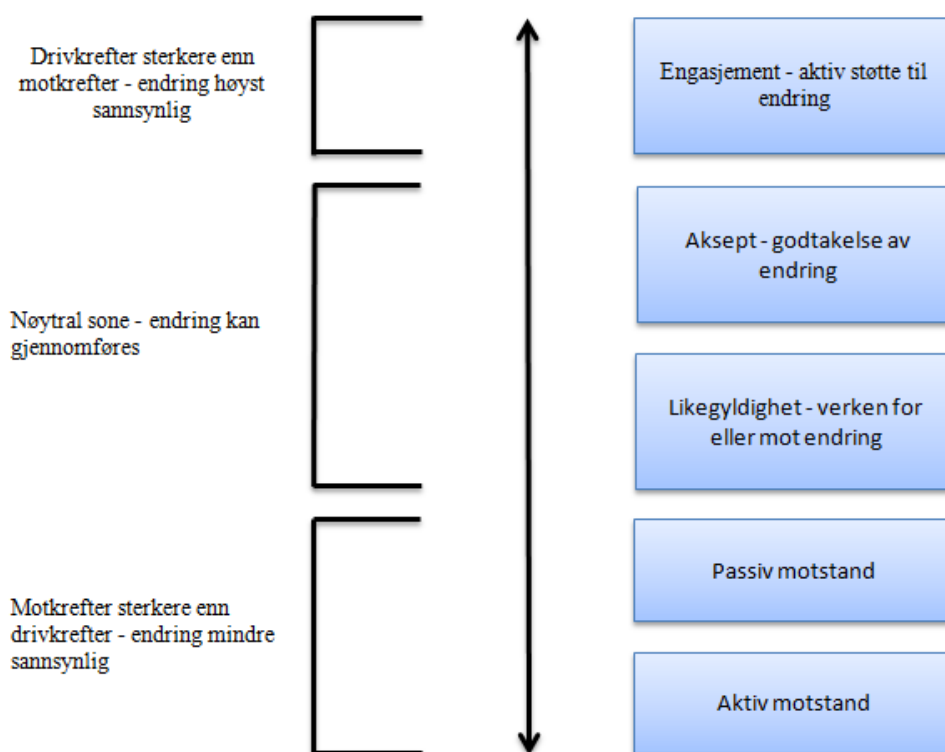 Drivkrefter sterkere enn
motkrefter - endring høyst
sannsynlig
Engasjement - aktiv støtte til
endring
Aksept - godtakelse av
endring
Nøytral sone - endring kan
gjennomføres
Likegyldighet - verken for
eller mot endring
Passiv motstand
Motkrefter sterkere enn
drivkrefter - endring mindre
sannsynlig
Aktiv motstand